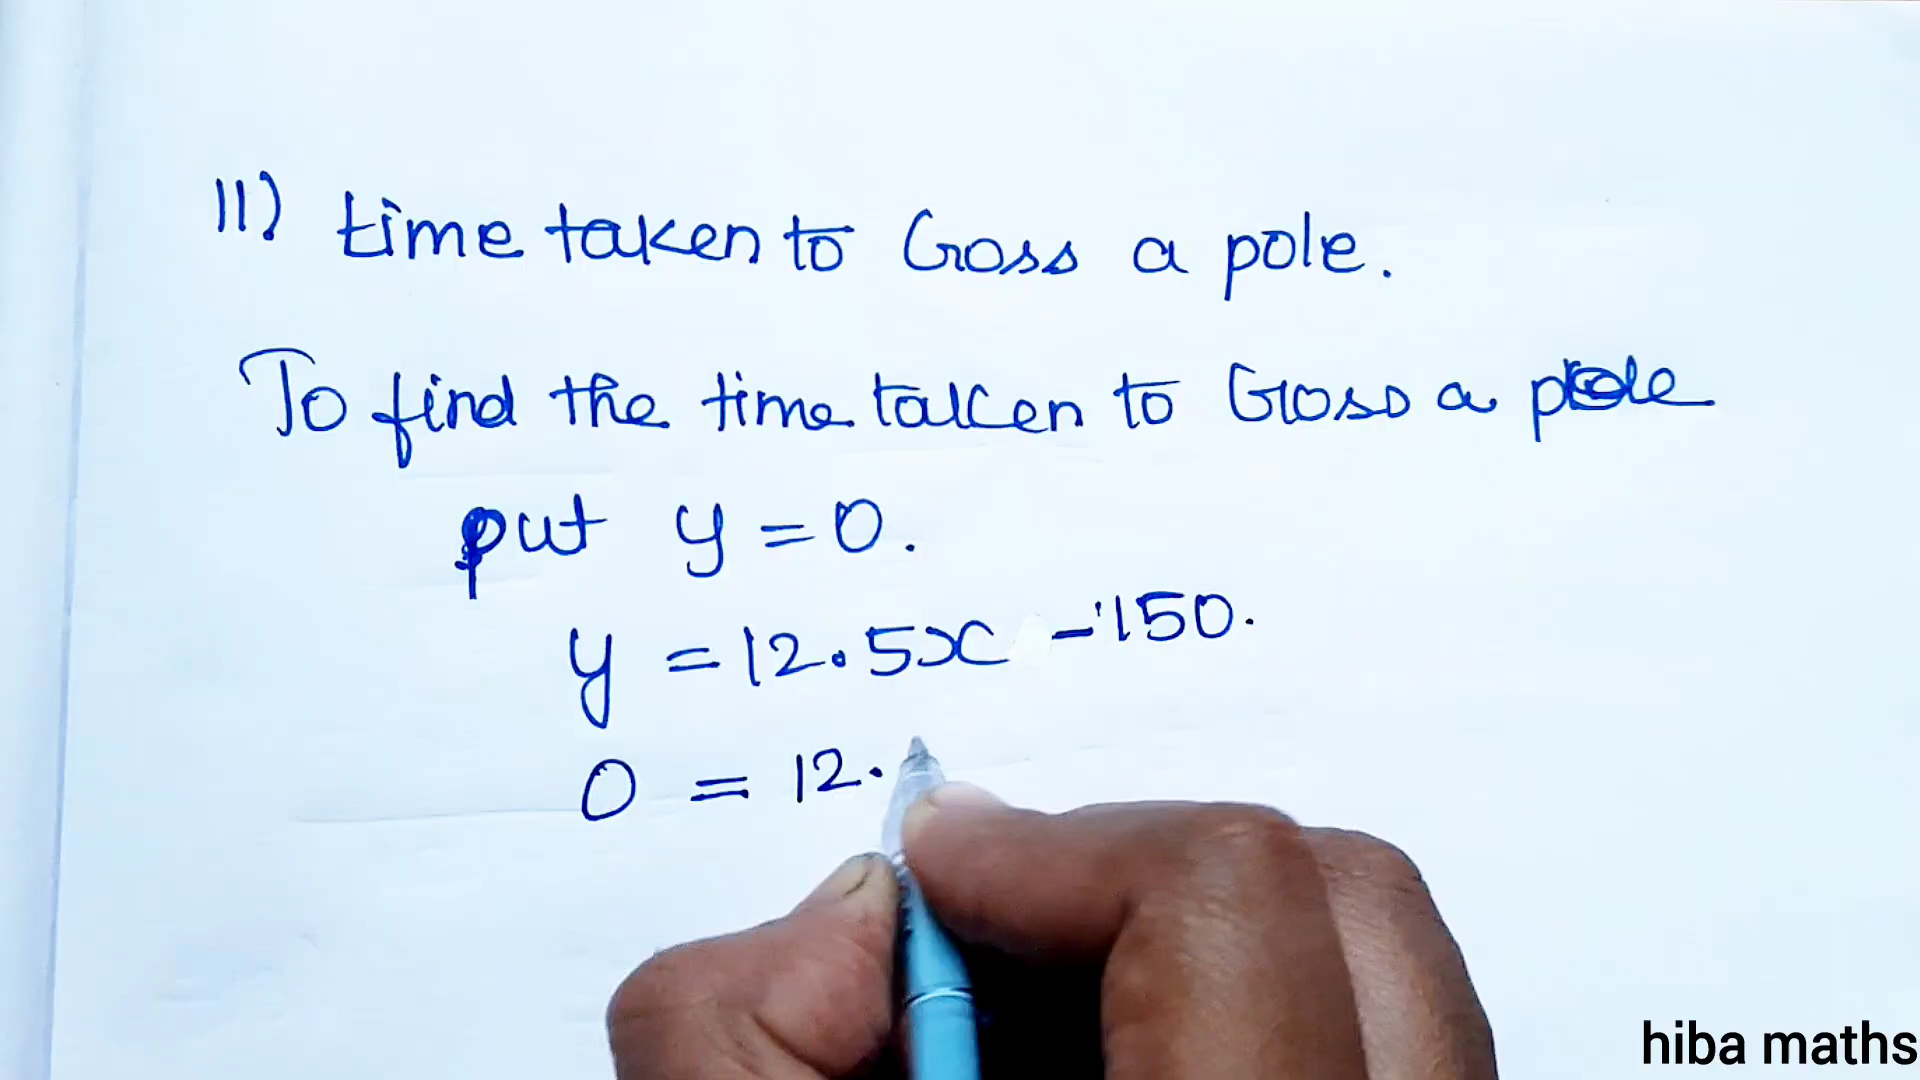 II) time taken to Cross a pole.
To find the time taken to Cross a pole
put y = 0.
y = 12.5x - 150.
0 = 12.
hiba maths